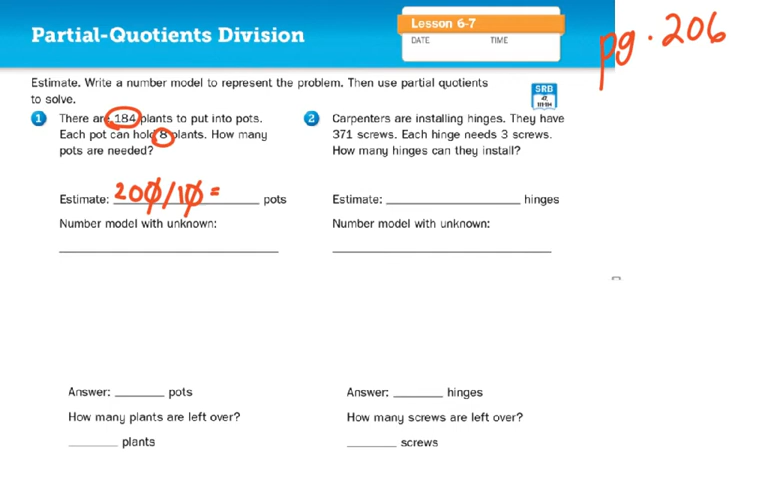 Partial-Quotients Division
Lesson 6-7
DATE TIME
pg. 206
Estimate. Write a number model to represent the problem. Then use partial quotients
to solve.
SRB
1 There are 184 plants to put into pots.
Each pot can hold 8 plants. How many
pots are needed?
Estimate: 200/10 = pots
Number model with unknown:
Answer: ______ pots
How many plants are left over?
______ plants
2 Carpenters are installing hinges. They have
371 screws. Each hinge needs 3 screws.
How many hinges can they install?
Estimate: ______ hinges
Number model with unknown:
Answer: ______ hinges
How many screws are left over?
______ screws